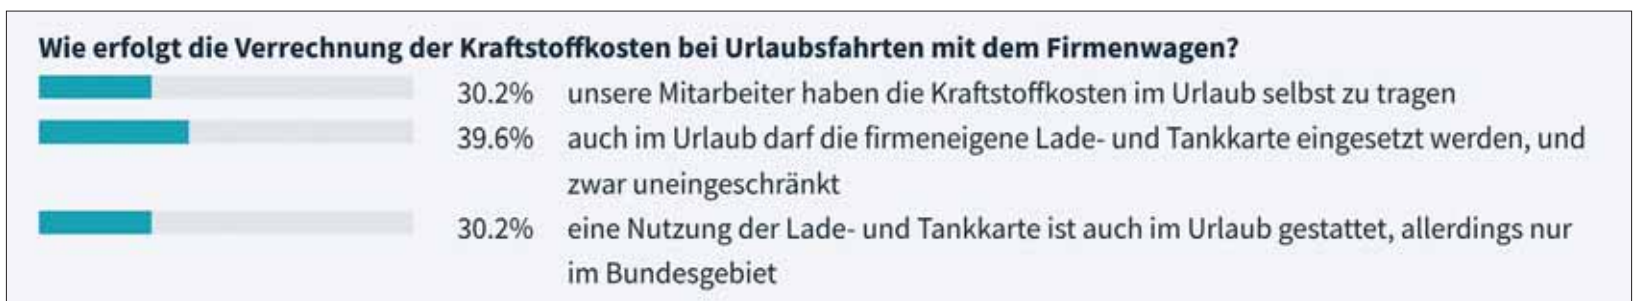 Wie erfolgt die Verrechnung der Kraftstoffkosten bei Urlaubsfahrten mit dem Firmenwagen?
30.2% unsere Mitarbeiter haben die Kraftstoffkosten im Urlaub selbst zu tragen
39.6% auch im Urlaub darf die firmeneigene Lade- und Tankkarte eingesetzt werden, und
zwar uneingeschränkt
30.2% eine Nutzung der Lade- und Tankkarte ist auch im Urlaub gestattet, allerdings nur
im Bundesgebiet